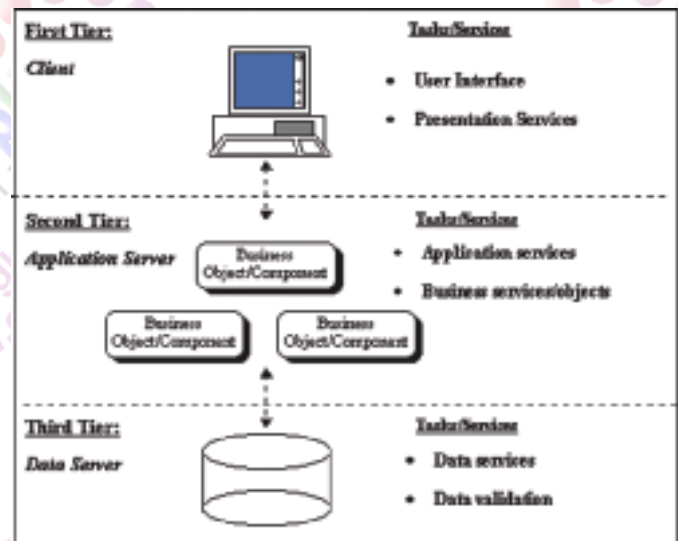 First Tier:
Client
Tasks/Services
• User Interface
• Presentation Services
Second Tier:
Application Server
Business
Object/Component
Business
Object/Component
Business
Object/Component
Tasks/Services
• Application services
• Business services/objects
Third Tier:
Data Server
Tasks/Services
• Data services
• Data validation